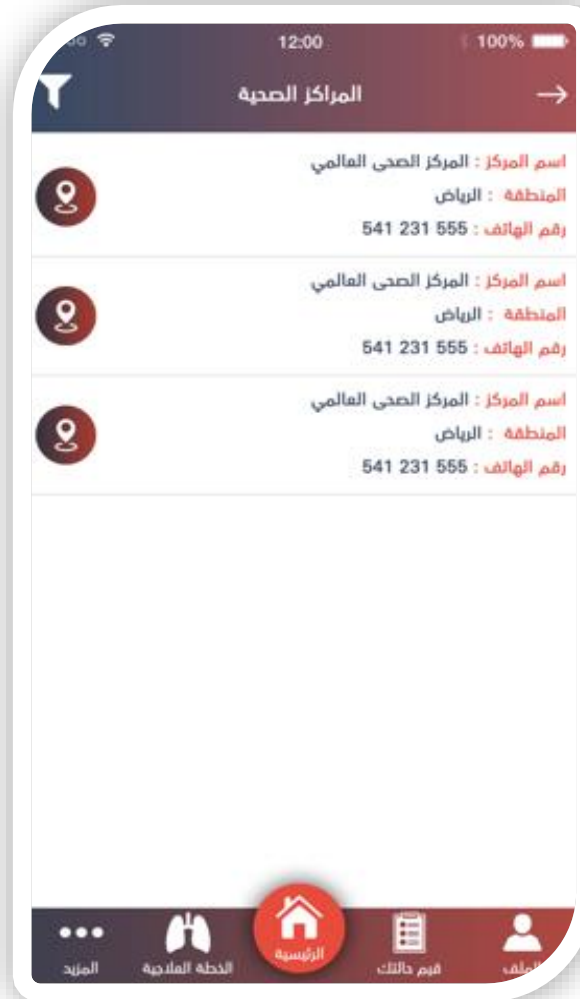 12:00
100%
المراكز الصحية
اسم المركز : المركز الصحى العالمي
المنطقة : الرياض
رقم الهاتف : 555 231 541
اسم المركز : المركز الصحى العالمي
المنطقة : الرياض
رقم الهاتف : 555 231 541
اسم المركز : المركز الصحى العالمي
المنطقة : الرياض
رقم الهاتف : 555 231 541
الملف
قيم حالتك
الرئيسية
الخطة العلاجية
المزيد